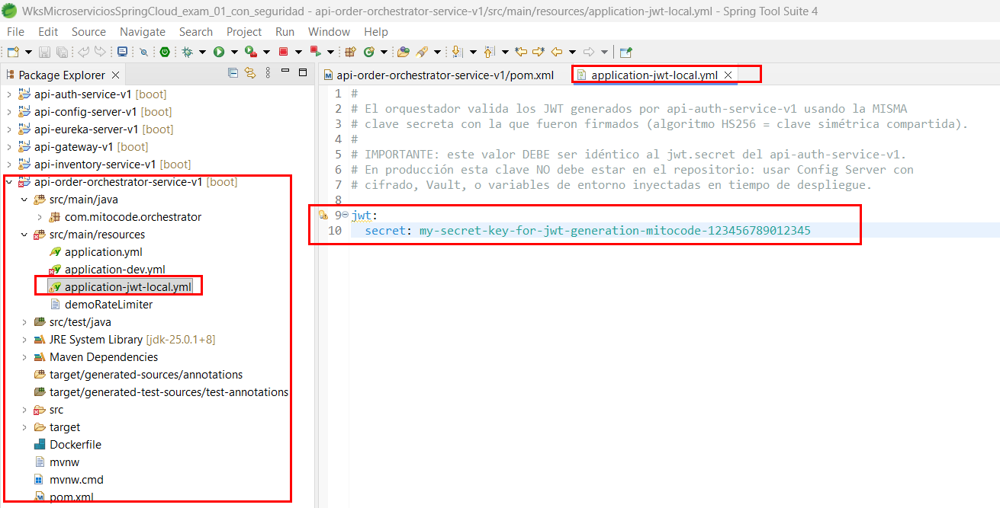 WksMicroserviciosSpringCloud_exam_01_con_seguridad - api-order-orchestrator-service-v1/src/main/resources/application-jwt-local.yml - Spring Tool Suite 4
File Edit Source Navigate Search Project Run Window Help
Package Explorer
api-auth-service-v1 [boot]
api-config-server-v1 [boot]
api-eureka-server-v1 [boot]
api-gateway-v1 [boot]
api-inventory-service-v1 [boot]
api-order-orchestrator-service-v1 [boot]
src/main/java
com.mitocode.orchestrator
src/main/resources
application.yml
application-dev.yml
application-jwt-local.yml
demoRateLimiter
src/test/java
JRE System Library [jdk-25.0.1+8]
Maven Dependencies
target/generated-sources/annotations
target/generated-test-sources/test-annotations
src
target
Dockerfile
mvnw
mvnw.cmd
pom.xml
api-order-orchestrator-service-v1/pom.xml application-jwt-local.yml
1 #
2 # El orquestador valida los JWT generados por api-auth-service-v1 usando la MISMA
3 # clave secreta con la que fueron firmados (algoritmo HS256 = clave simétrica compartida).
4 #
5 # IMPORTANTE: este valor DEBE ser idéntico al jwt.secret del api-auth-service-v1.
6 # En producción esta clave NO debe estar en el repositorio: usar Config Server con
7 # cifrado, Vault, o variables de entorno inyectadas en tiempo de despliegue.
8
9 jwt:
10 secret: my-secret-key-for-jwt-generation-mitocode-123456789012345